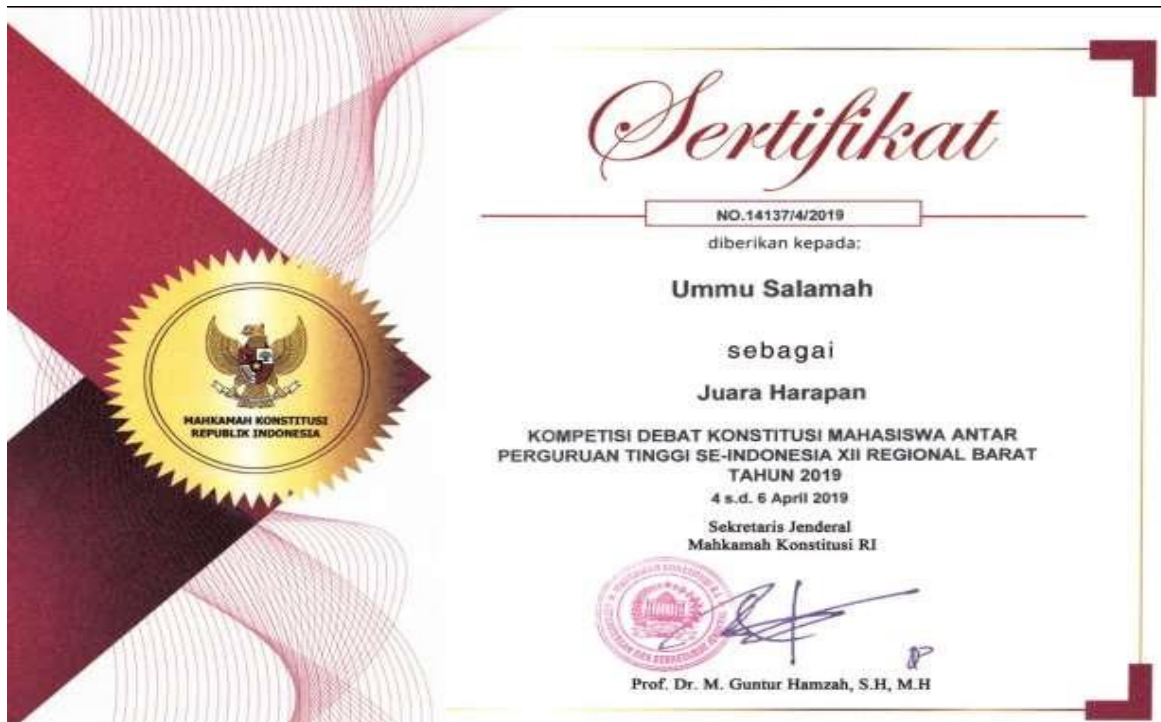 Sertifikat
NO.14137/4/2019
diberikan kepada:
Ummu Salamah
sebagai
Juara Harapan
KOMPETISI DEBAT KONSTITUSI MAHASISWA ANTAR
PERGURUAN TINGGI SE-INDONESIA XII REGIONAL BARAT
TAHUN 2019
4 s.d. 6 April 2019
Sekretaris Jenderal
Mahkamah Konstitusi RI
Prof. Dr. M. Guntur Hamzah, S.H, M.H
MAHKAMAH KONSTITUSI
REPUBLIK INDONESIA